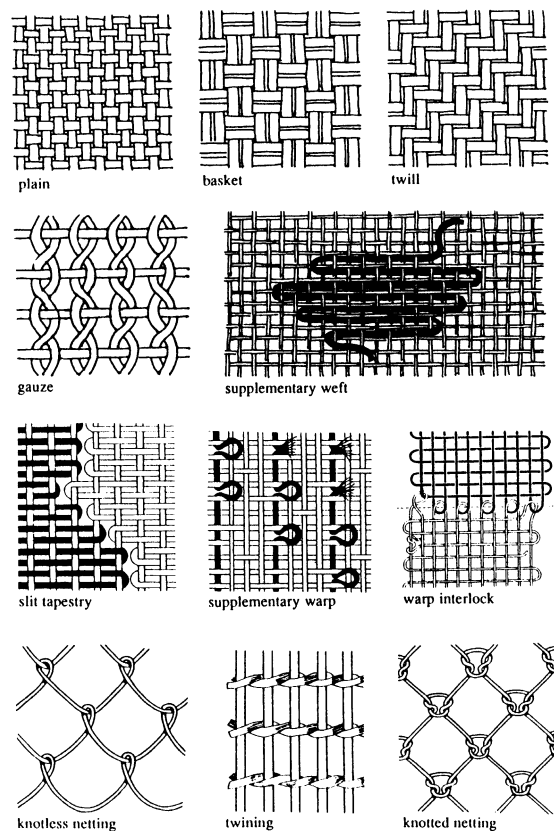 plain
basket
twill
gauze
supplementary weft
slit tapestry
supplementary warp
warp interlock
knotless netting
twining
knotted netting